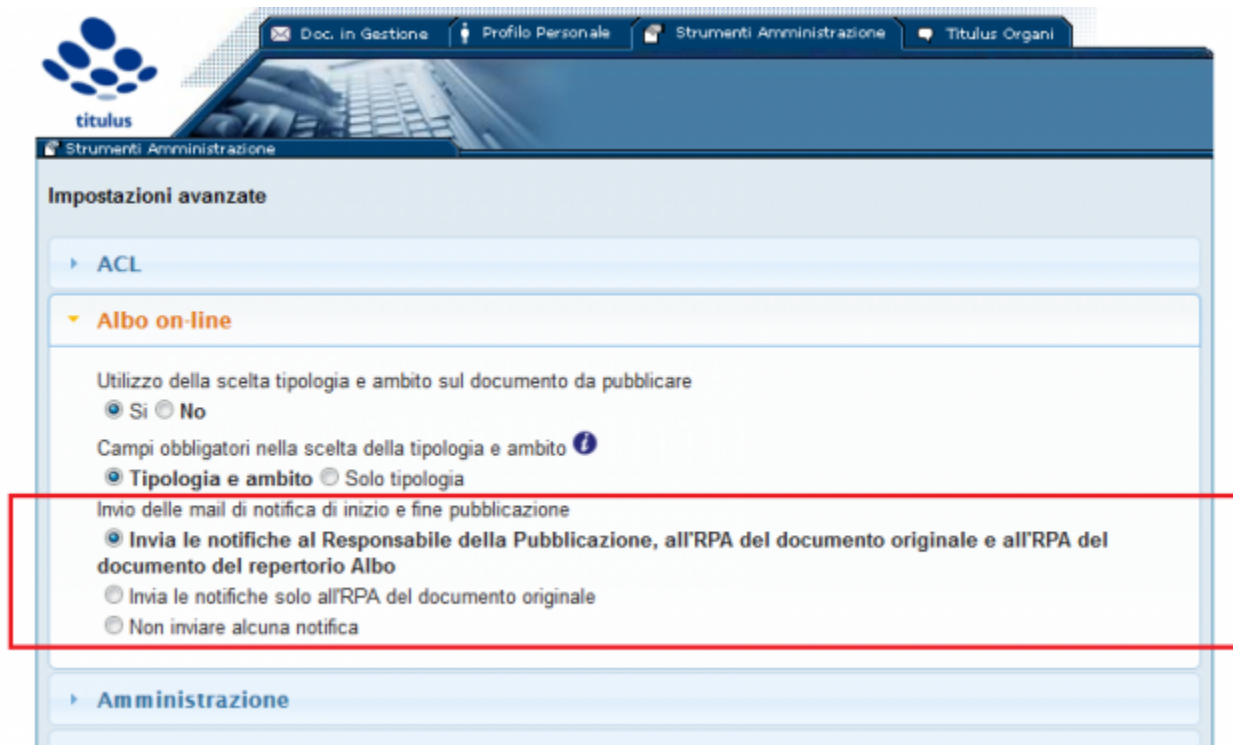 Doc. in Gestione Profilo Personale Strumenti Amministrazione Titulus Organi
titulus
Strumenti Amministrazione
Impostazioni avanzate
ACL
Albo on-line
Utilizzo della scelta tipologia e ambito sul documento da pubblicare
Si No
Campi obbligatori nella scelta della tipologia e ambito i
Tipologia e ambito Solo tipologia
Invio delle mail di notifica di inizio e fine pubblicazione
Invia le notifiche al Responsabile della Pubblicazione, all'RPA del documento originale e all'RPA del
documento del repertorio Albo
Invia le notifiche solo all'RPA del documento originale
Non inviare alcuna notifica
Amministrazione